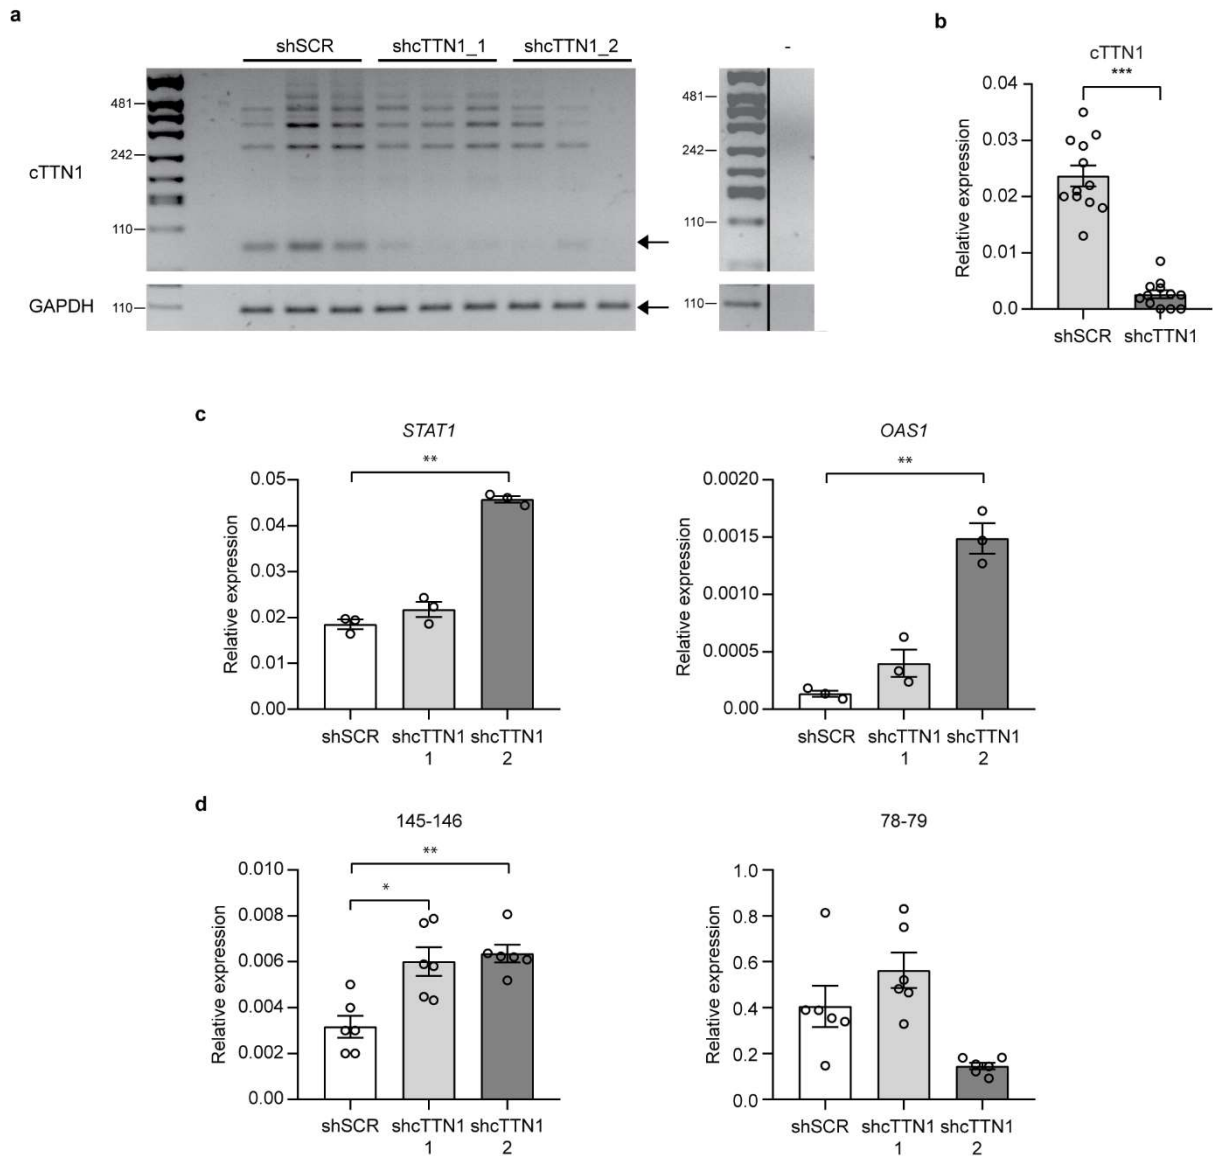 a
shSCR shcTTN1_1 shcTTN1_2 -
cTTN1
481
242
110
481
242
110
GAPDH
110
110
b
cTTN1
***
Relative expression
0.04
0.03
0.02
0.01
0.0
shSCR shcTTN1
c
STAT1
**
Relative expression
0.05
0.04
0.03
0.02
0.01
0.00
shSCR shcTTN1 shcTTN1
1 2
OAS1
**
Relative expression
0.0020
0.0015
0.0010
0.0005
0.00
shSCR shcTTN1 shcTTN1
1 2
d
145-146
**
*
Relative expression
0.010
0.008
0.006
0.004
0.002
0.00
shSCR shcTTN1 shcTTN1
1 2
78-79
Relative expression
1.0
0.8
0.6
0.4
0.2
0.0
shSCR shcTTN1 shcTTN1
1 2